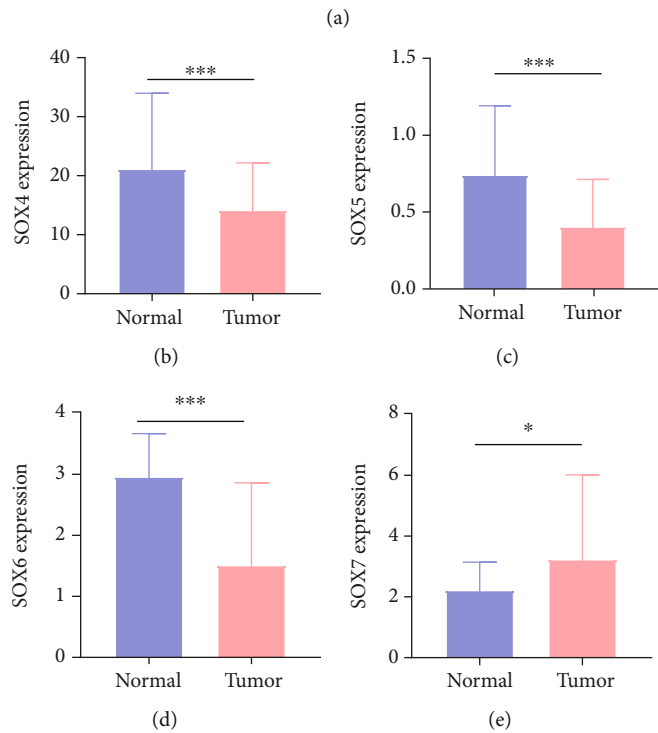 (a)
***
40
30
20
10
0
SOX4 expression
Normal Tumor
(b)
***
1.5
1.0
0.5
0.0
SOX5 expression
Normal Tumor
(c)
***
4
3
2
1
0
SOX6 expression
Normal Tumor
(d)
*
8
6
4
2
0
SOX7 expression
Normal Tumor
(e)